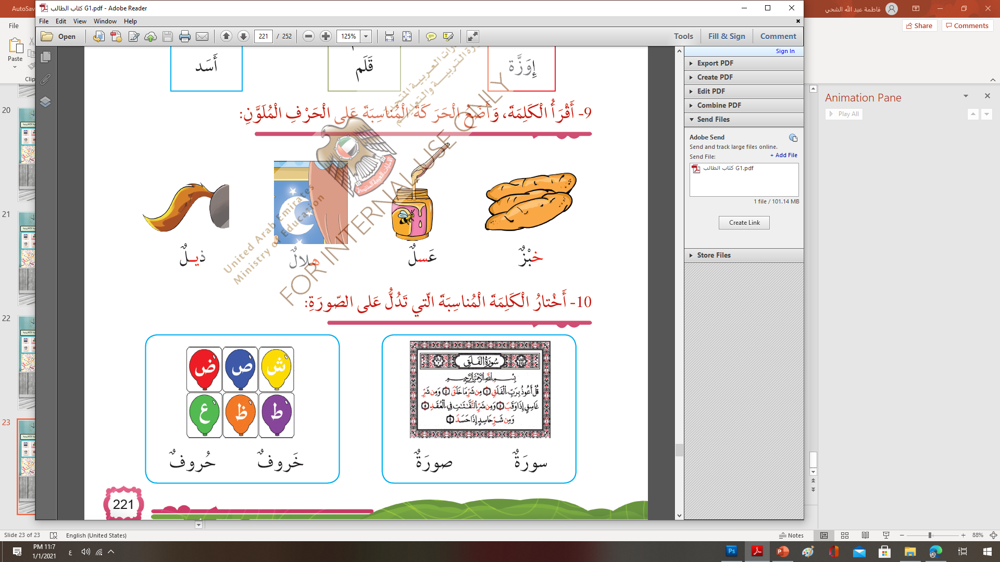 AutoSav
كتاب الطالب G1.pdf - Adobe Reader
فاطمة عبد الله الشحي
File Edit View Window Help
File
Share Comments
Open 221 / 252 125% Tools Fill & Sign Comment
Paste
Clip
Sign In
Export PDF
Create PDF
Edit PDF
Combine PDF
Send Files
Adobe Send
Send and track large files online.
Send File: + Add File
كتاب الطالب G1.pdf
1 file / 101.14 MB
Create Link
Store Files
Animation Pane
Play All
20
21
22
23
إِوَزَّة قَلَم أَسَد
9- أَقْرَأُ الْكَلِمَةَ، وَأَضَعُ الْحَرَكَةَ الْمُناسِبَةَ عَلى الْحَرْفِ الْمُلَوَّنِ:
خبْزٌ عَسلٌ هلالٌ ذيلٌ
10- أَخْتارُ الْكَلِمَةَ الْمُناسِبَةَ الّتي تَدُلُّ عَلى الصّورَةِ:
سُورَةُ الفَلَقِ
بِسْمِ اللَّهِ الرَّحْمَٰنِ الرَّحِيمِ
قُلْ أَعُوذُ بِرَبِّ الْفَلَقِ ١ مِن شَرِّ مَا خَلَقَ ٢ وَمِن شَرِّ
غَاسِقٍ إِذَا وَقَبَ ٣ وَمِن شَرِّ النَّفَّاثَاتِ فِي الْعُقَدِ ٤
وَمِن شَرِّ حَاسِدٍ إِذَا حَسَدَ ٥
سورَةٌ صورَةٌ
ش ص ض
ط ظ ع
خَروفٌ حُروفٌ
221
United Arab Emirates
Ministry of Education
FOR INTERNAL USE ONLY
Slide 23 of 23 English (United States) Notes 88%
PM 11:7
1/1/2021
ع
Ps